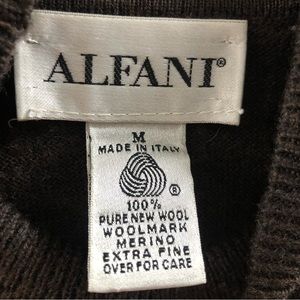 ALFANI®
M
MADE IN ITALY
®
100%
PURE NEW WOOL
WOOLMARK
MERINO
EXTRA FINE
OVER FOR CARE